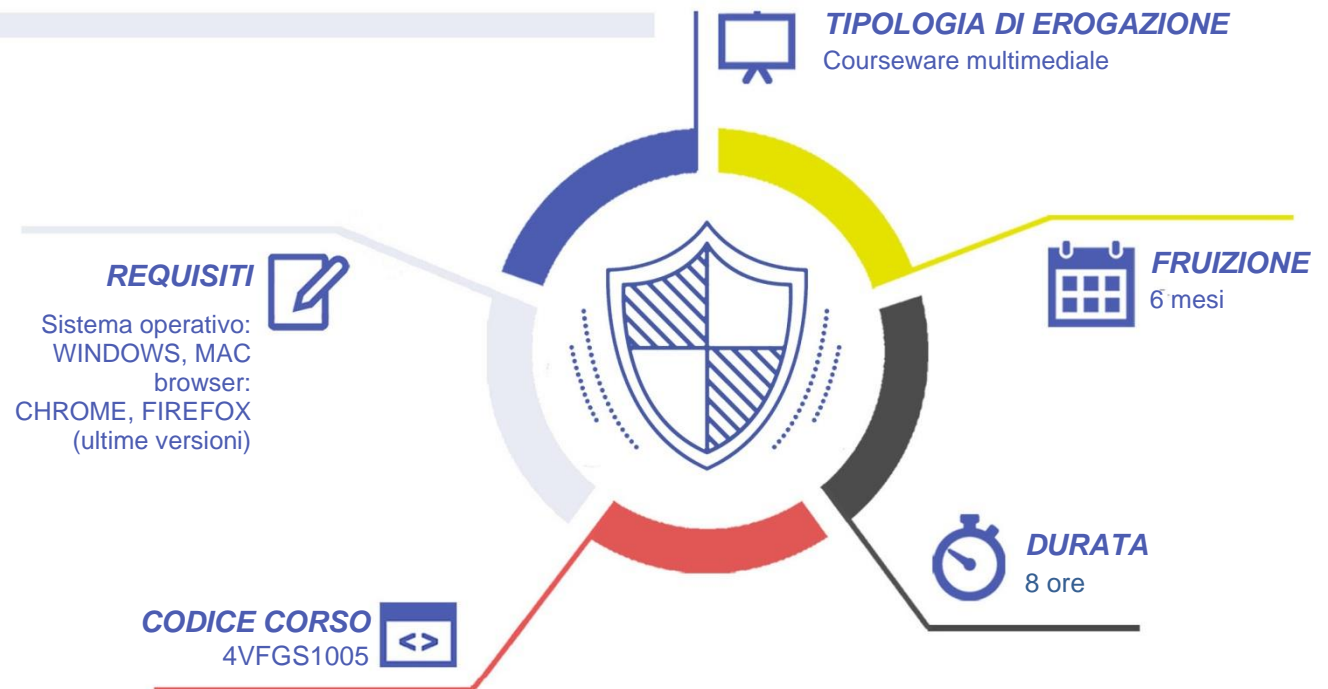 TIPOLOGIA DI EROGAZIONE
Courseware multimediale
REQUISITI
Sistema operativo:
WINDOWS, MAC
browser:
CHROME, FIREFOX
(ultime versioni)
FRUIZIONE
6 mesi
DURATA
8 ore
CODICE CORSO
4VFGS1005